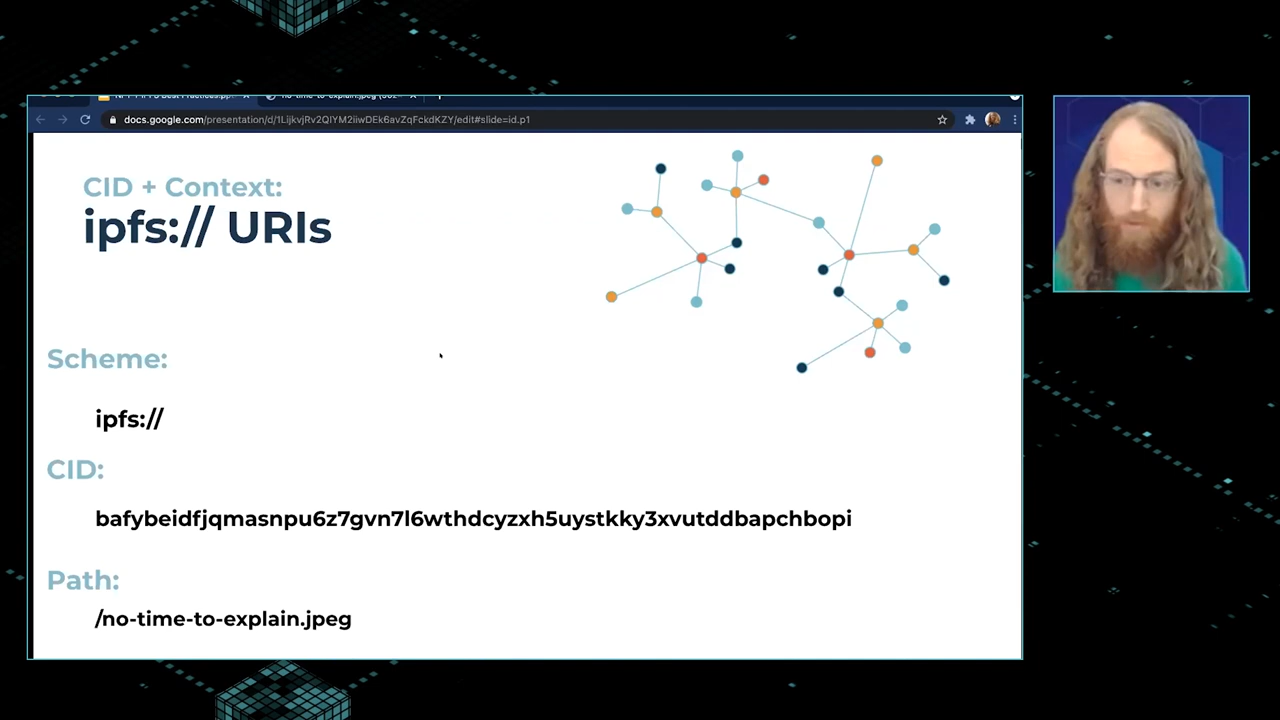 docs.google.com/presentation/d/1LijkvjRv2QIYM2iiwDEk6avZqFckdKZY/edit#slide=id.p1
CID + Context:
ipfs:// URIs
Scheme:
ipfs://
CID:
bafybeidfjqmasnpu6z7gvn7l6wthdcyzxh5uystkky3xvutddbapchbopi
Path:
/no-time-to-explain.jpeg